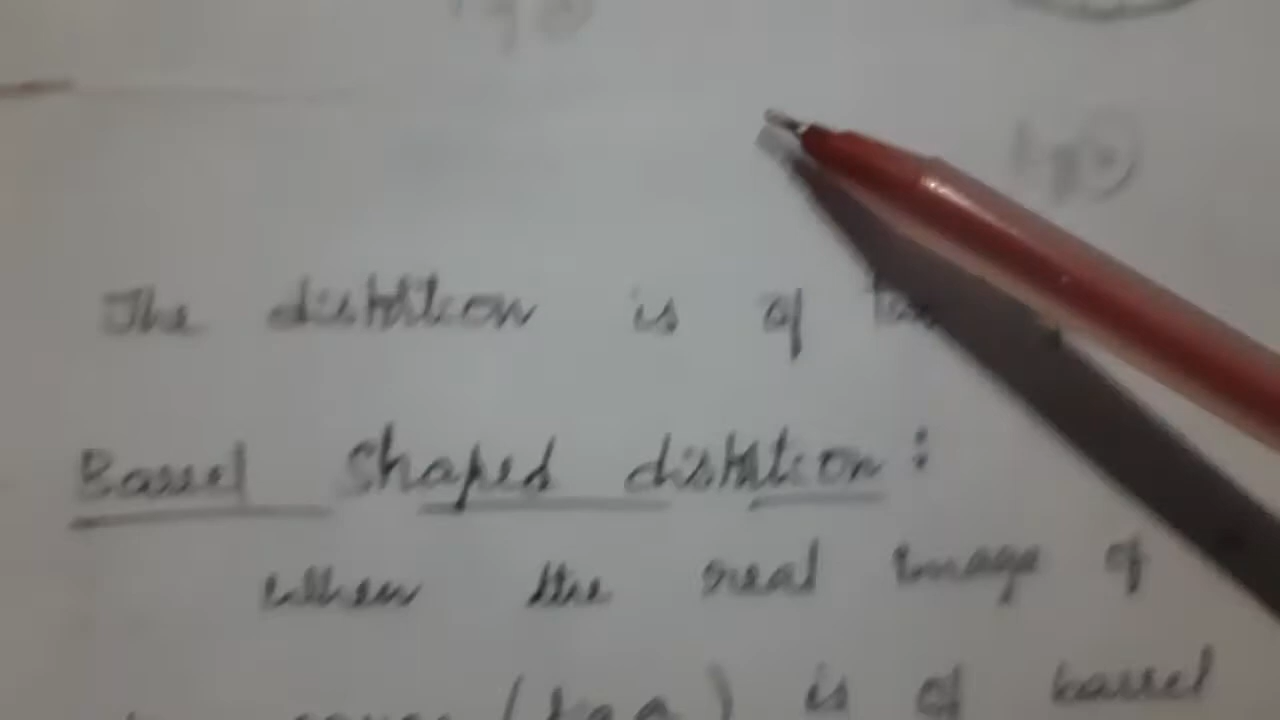 The distortion is of
Barrel shaped distortion :
When the real image of
is of barrel